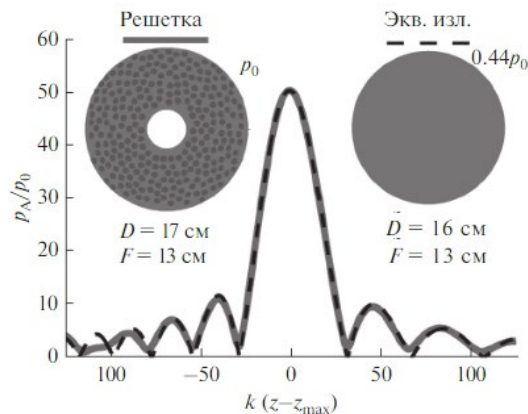 Решетка
Экв. изл.
p₀
0.44p₀
D = 17 см
F = 13 см
D̃ = 16 см
F̃ = 13 см
pA/p₀
60
50
40
30
20
10
0
100
−50
0
50
100
k (z−zmax)